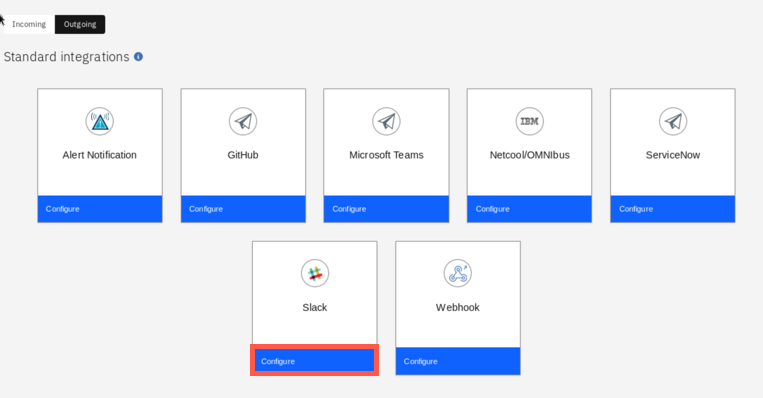 Incoming Outgoing
Standard integrations i
IBM
Alert Notification GitHub Microsoft Teams Netcool/OMNIbus ServiceNow
Configure Configure Configure Configure Configure
Slack Webhook
Configure Configure